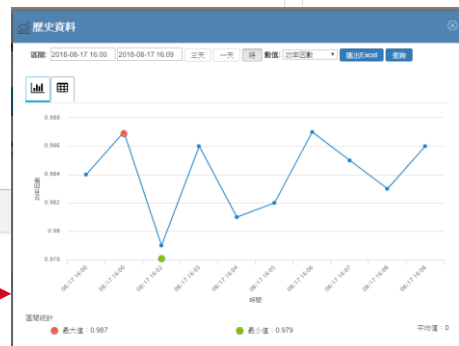 歷史資料
區間: 2018-08-17 16:00 2018-08-17 16:09 三天 一天 時 數值: 功率因數 匯出Excel 查詢
0.988
0.986
0.984
0.982
0.98
0.978
功率因數
08/17 16:00 08/17 16:00 08/17 16:02 08/17 16:03 08/17 16:04 08/17 16:05 08/17 16:06 08/17 16:07 08/17 16:08 08/17 16:08
時間
區間統計
最大值：0.987 最小值：0.979 平均值：0